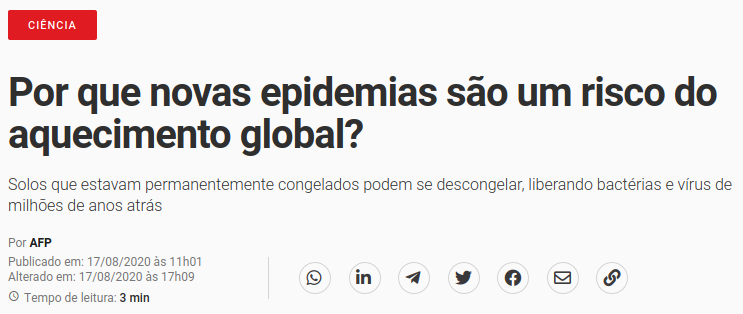 CIÊNCIA
Por que novas epidemias são um risco do
aquecimento global?
Solos que estavam permanentemente congelados podem se descongelar, liberando bactérias e vírus de
milhões de anos atrás
Por AFP
Publicado em: 17/08/2020 às 11h01
Alterado em: 17/08/2020 às 17h09
Tempo de leitura: 3 min